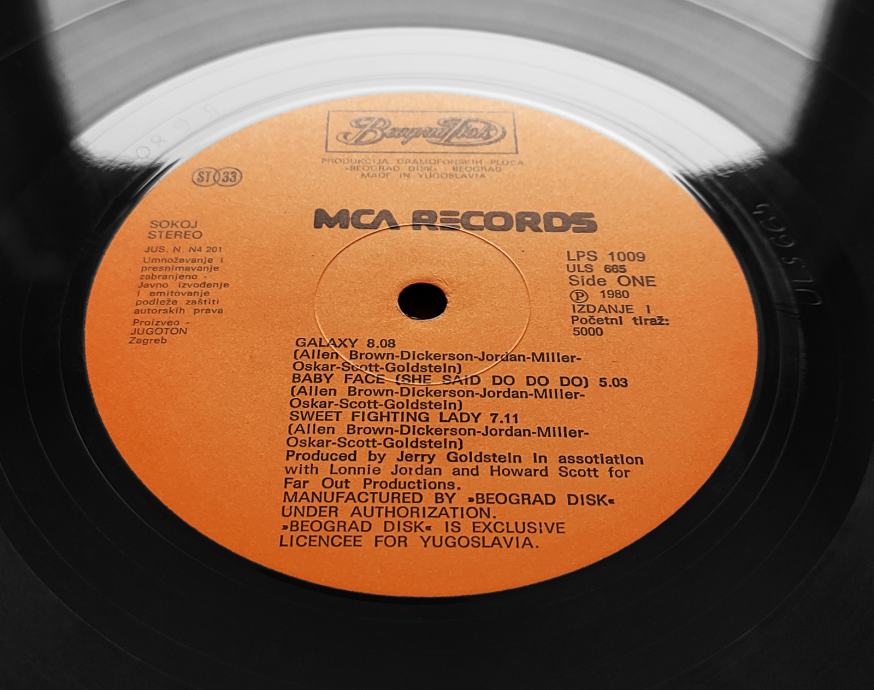 Beograd Disk
PRODUKCIJA GRAMOFONSKIH PLOČA
»BEOGRAD DISK« BEOGRAD
MADE IN YUGOSLAVIA
ST 33
MCA RECORDS
SOKOJ
STEREO
JUS. N. N4 201
Umnožavanje i
presnimavanje
zabranjeno -
Javno izvođenje
i emitovanje
podleže zaštiti
autorskih prava
Proizveo -
JUGOTON
Zagreb
LPS 1009
ULS 665
Side ONE
Ⓟ 1980
IZDANJE I
Početni tiraž:
5000
GALAXY 8.08
(Allen Brown-Dickerson-Jordan-Miller-
Oskar-Scott-Goldstein)
BABY FACE (SHE SAID DO DO DO) 5.03
(Allen Brown-Dickerson-Jordan-Miller-
Oskar-Scott-Goldstein)
SWEET FIGHTING LADY 7.11
(Allen Brown-Dickerson-Jordan-Miller-
Oskar-Scott-Goldstein)
Produced by Jerry Goldstein in assotiation
with Lonnie Jordan and Howard Scott for
Far Out Productions.
MANUFACTURED BY »BEOGRAD DISK«
UNDER AUTHORIZATION.
»BEOGRAD DISK« IS EXCLUSIVE
LICENCEE FOR YUGOSLAVIA.